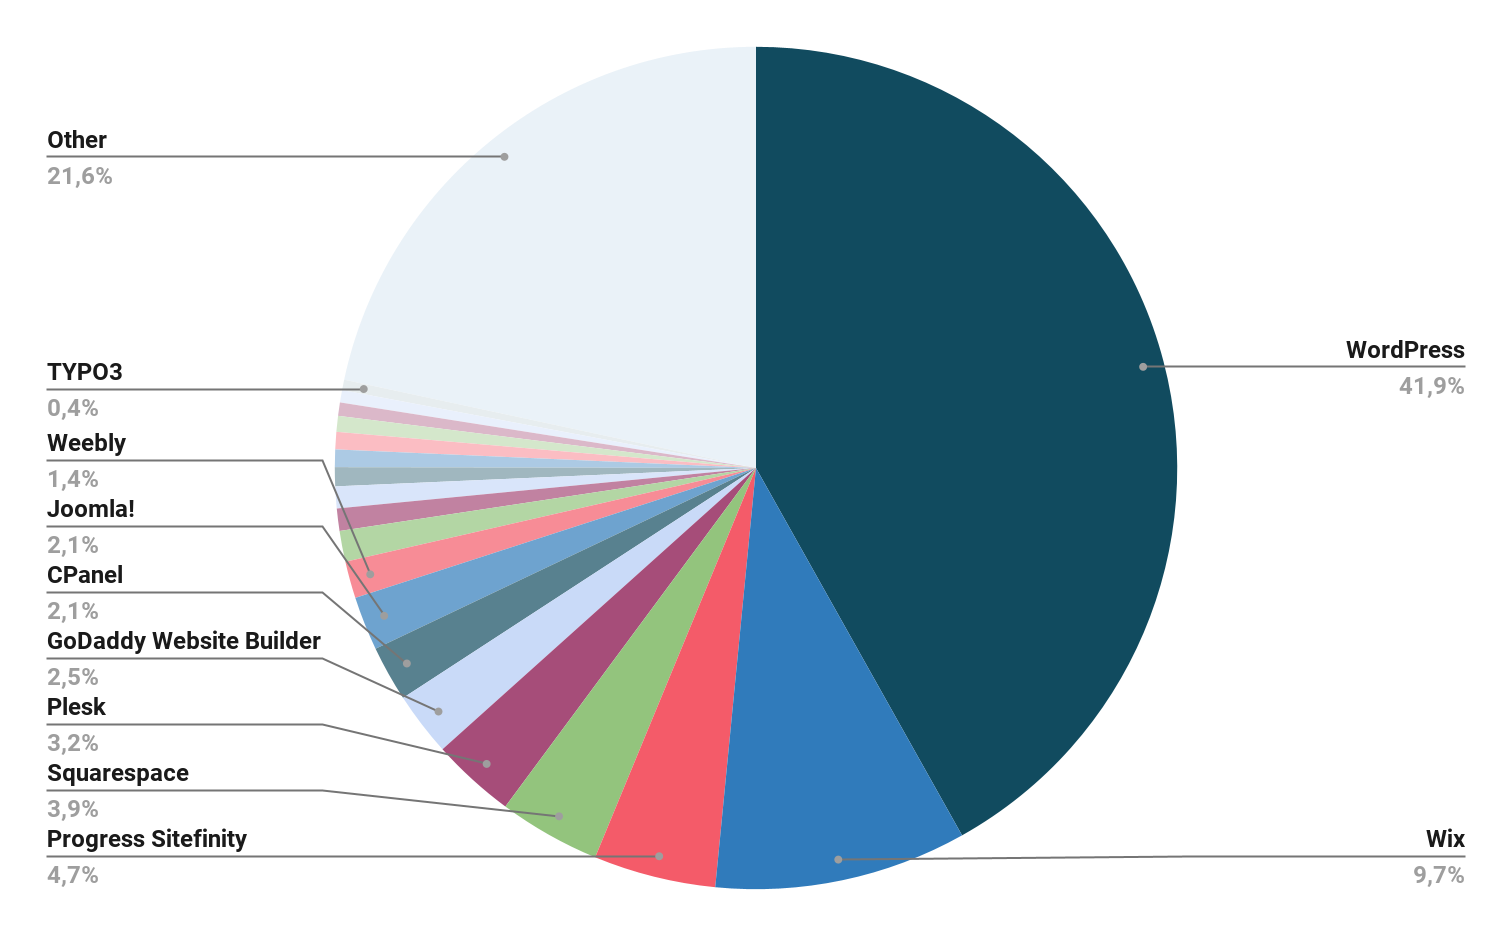 Other
21,6%
TYPO3
0,4%
Weebly
1,4%
Joomla!
2,1%
CPanel
2,1%
GoDaddy Website Builder
2,5%
Plesk
3,2%
Squarespace
3,9%
Progress Sitefinity
4,7%
WordPress
41,9%
Wix
9,7%